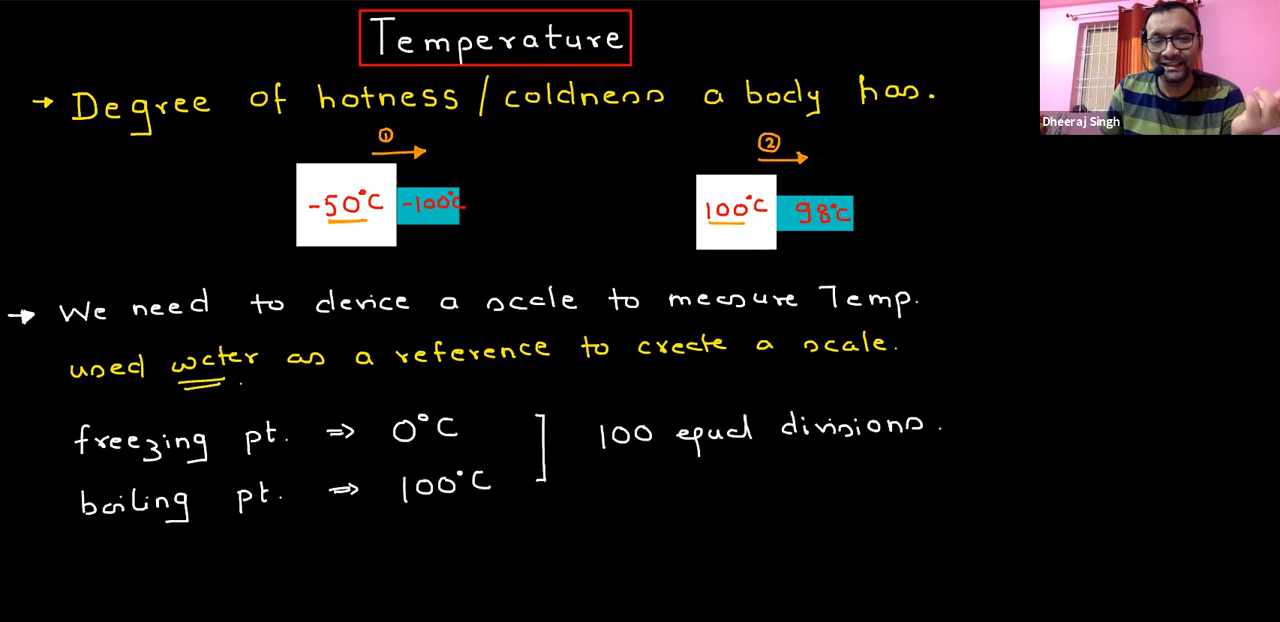 Temperature
→ Degree of hotness / coldness a body has.
Dheeraj Singh
① ②
-50°C -100°C 100°C 98°C
→ We need to device a scale to measure Temp.
used water as a reference to create a scale.
freezing pt. ⇒ 0°C ] 100 equal divisions.
boiling pt. ⇒ 100°C